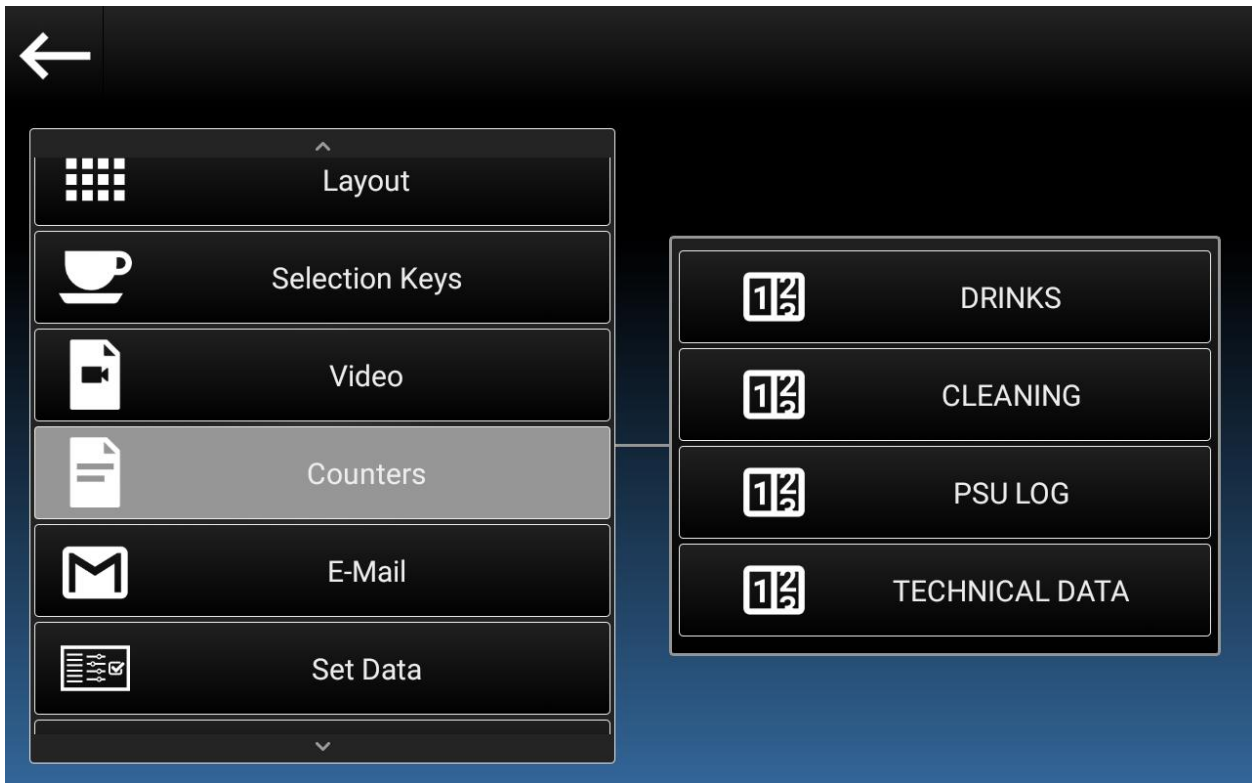 Layout
Selection Keys
Video
Counters
E-Mail
Set Data
DRINKS
CLEANING
PSU LOG
TECHNICAL DATA